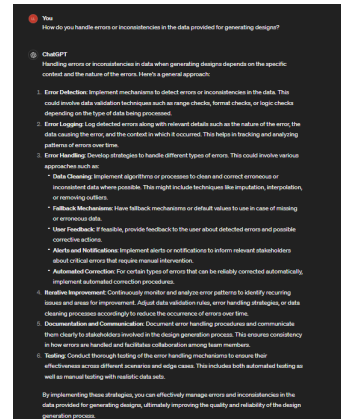 You
How do you handle errors or inconsistencies in the data provided for generating designs?
ChatGPT
Handling errors or inconsistencies in data when generating designs depends on the specific
context and the nature of the errors. Here's a general approach:
1. Error Detection: Implement mechanisms to detect errors or inconsistencies in the data. This
could involve data validation techniques such as range checks, format checks, or logic checks
depending on the type of data being processed.
2. Error Logging: Log detected errors along with relevant details such as the nature of the error, the
data causing the error, and the context in which it occurred. This helps in tracking and analyzing
patterns of errors over time.
3. Error Handling: Develop strategies to handle different types of errors. This could involve various
approaches such as:
• Data Cleaning: Implement algorithms or processes to clean and correct erroneous or
inconsistent data where possible. This might include techniques like imputation, interpolation,
or removing outliers.
• Fallback Mechanisms: Have fallback mechanisms or default values to use in case of missing
or erroneous data.
• User Feedback: If feasible, provide feedback to the user about detected errors and possible
corrective actions.
• Alerts and Notifications: Implement alerts or notifications to inform relevant stakeholders
about critical errors that require manual intervention.
• Automated Correction: For certain types of errors that can be reliably corrected automatically,
implement automated correction procedures.
4. Iterative Improvement: Continuously monitor and analyze error patterns to identify recurring
issues and areas for improvement. Adjust data validation rules, error handling strategies, or data
cleaning processes accordingly to reduce the occurrence of errors over time.
5. Documentation and Communication: Document error handling procedures and communicate
them clearly to stakeholders involved in the design generation process. This ensures consistency
in how errors are handled and facilitates collaboration among team members.
6. Testing: Conduct thorough testing of the error handling mechanisms to ensure their
effectiveness across different scenarios and edge cases. This includes both automated testing as
well as manual testing with realistic data sets.
By implementing these strategies, you can effectively manage errors and inconsistencies in the
data provided for generating designs, ultimately improving the quality and reliability of the design
generation process.